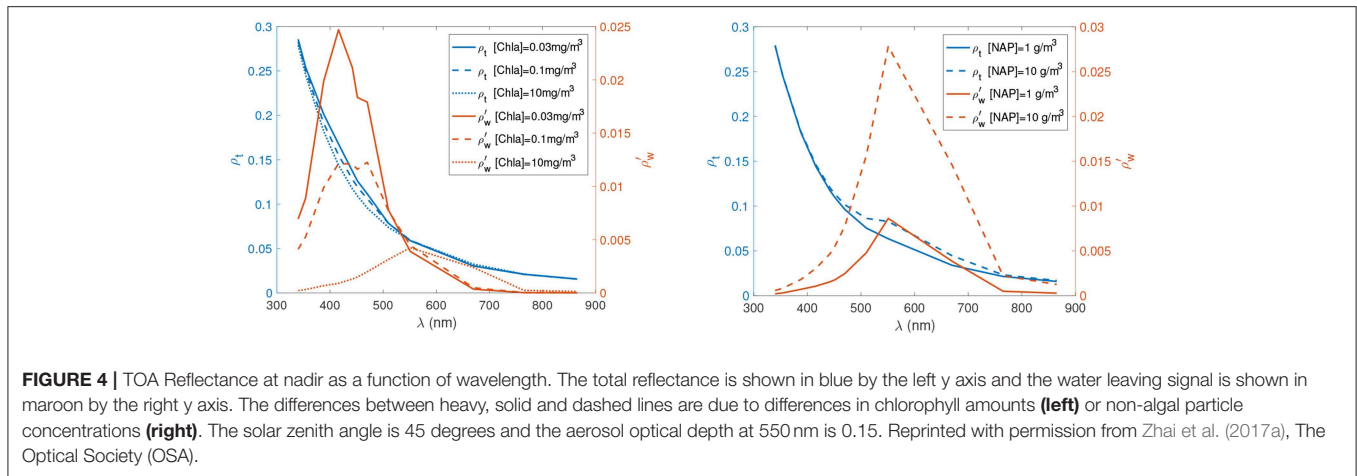 0.3
0.25
0.2
0.15
0.1
0.05
0
ρt
300 400 500 600 700 800 900
λ (nm)
0.025
0.02
0.015
0.01
0.005
0
ρ′w
ρt [Chla]=0.03mg/m³
ρt [Chla]=0.1mg/m³
ρt [Chla]=10mg/m³
ρ′w [Chla]=0.03mg/m³
ρ′w [Chla]=0.1mg/m³
ρ′w [Chla]=10mg/m³
0.3
0.25
0.2
0.15
0.1
0.05
0
ρt
300 400 500 600 700 800 900
λ (nm)
0.03
0.025
0.02
0.015
0.01
0.005
0
ρ′w
ρt [NAP]=1 g/m³
ρt [NAP]=10 g/m³
ρ′w [NAP]=1 g/m³
ρ′w [NAP]=10 g/m³
FIGURE 4 | TOA Reflectance at nadir as a function of wavelength. The total reflectance is shown in blue by the left y axis and the water leaving signal is shown in
maroon by the right y axis. The differences between heavy, solid and dashed lines are due to differences in chlorophyll amounts (left) or non-algal particle
concentrations (right). The solar zenith angle is 45 degrees and the aerosol optical depth at 550 nm is 0.15. Reprinted with permission from Zhai et al. (2017a), The
Optical Society (OSA).